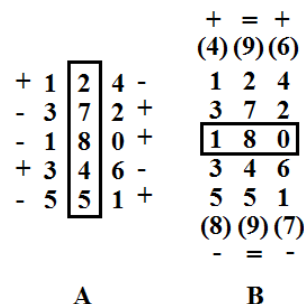 + = +
(4) (9) (6)
+ 1 2 4 - 1 2 4
- 3 7 2 + 3 7 2
- 1 8 0 + 1 8 0
+ 3 4 6 - 3 4 6
- 5 5 1 + 5 5 1
(8) (9) (7)
- = -
A B